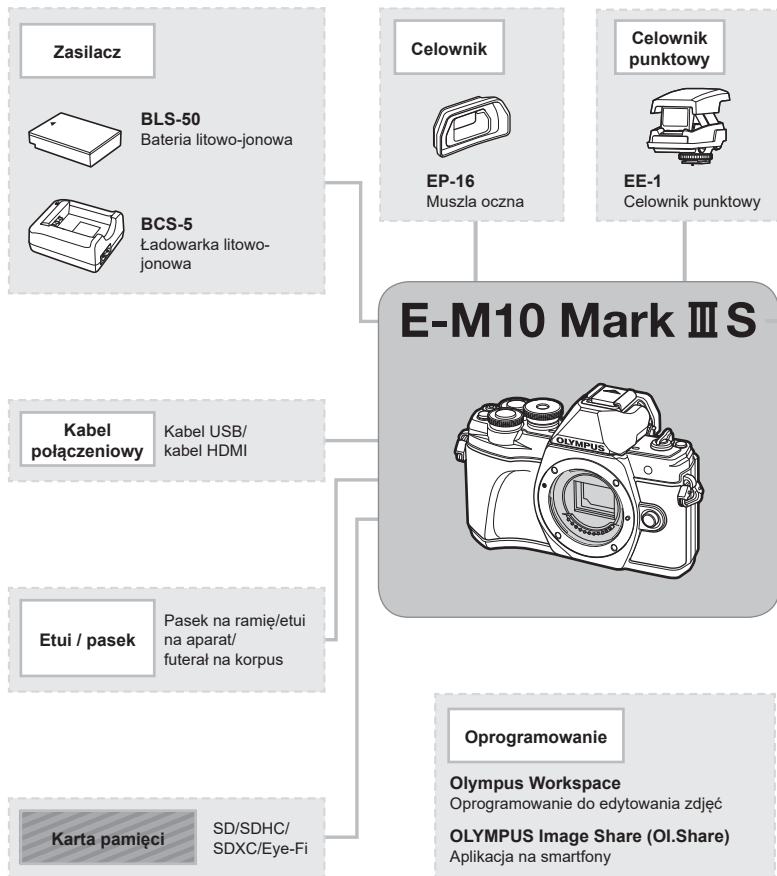 Zasilacz
BLS-50
Bateria litowo-jonowa
BCS-5
Ładowarka litowo-
jonowa
Celownik
EP-16
Muszla oczna
Celownik
punktowy
EE-1
Celownik punktowy
E-M10 Mark III S
OLYMPUS
Kabel
połączeniowy
Kabel USB/
kabel HDMI
Etui / pasek
Pasek na ramię/etui
na aparat/
futerał na korpus
Karta pamięci
SD/SDHC/
SDXC/Eye-Fi
Oprogramowanie
Olympus Workspace
Oprogramowanie do edytowania zdjęć
OLYMPUS Image Share (OI.Share)
Aplikacja na smartfony